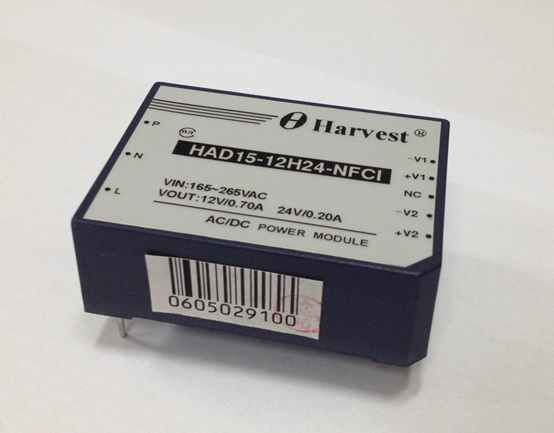 Harvest®
HAD15-12H24-NFCI
P
N
L
VIN:165~265VAC
VOUT:12V/0.70A 24V/0.20A
AC/DC POWER MODULE
-V1
+V1
NC
-V2
+V2
0605029100